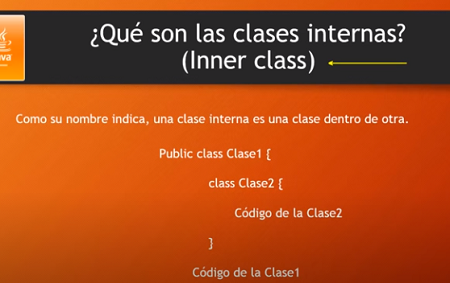 ¿Qué son las clases internas?
(Inner class)
Como su nombre indica, una clase interna es una clase dentro de otra.
Public class Clase1 {
class Clase2 {
Código de la Clase2
}
Código de la Clase1